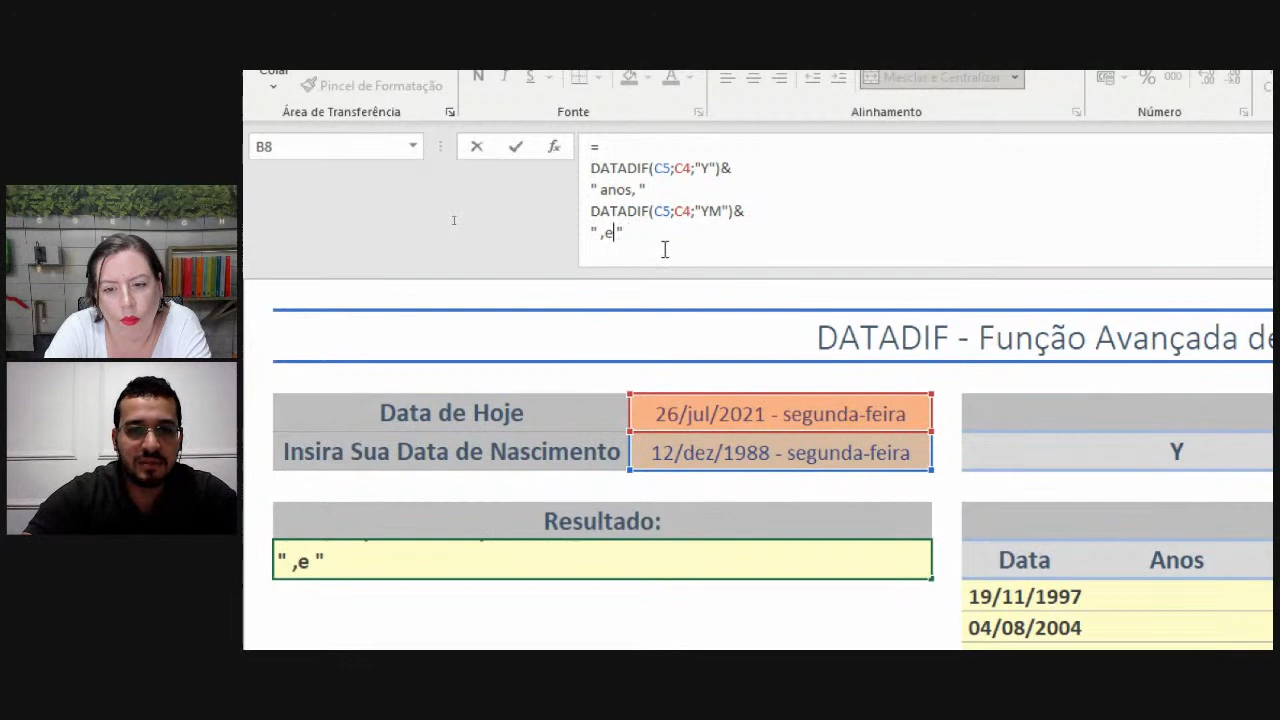 Colar
Pincel de Formatação
N I S A
Mesclar e Centralizar
% 000
Área de Transferência
Fonte
Alinhamento
Número
B8
fx
=
DATADIF(C5;C4;"Y")&
" anos, "
DATADIF(C5;C4;"YM")&
" ,e "
DATADIF - Função Avançada de
Data de Hoje
26/jul/2021 - segunda-feira
Insira Sua Data de Nascimento
12/dez/1988 - segunda-feira
Y
Resultado:
" ,e "
Data Anos
19/11/1997
04/08/2004